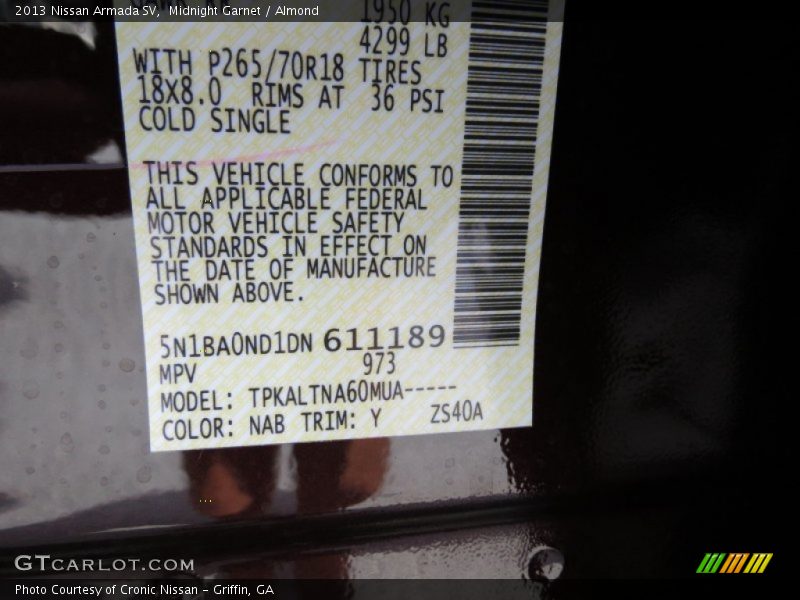 2013 Nissan Armada SV, Midnight Garnet / Almond
1950 KG
4299 LB
WITH P265/70R18 TIRES
18X8.0 RIMS AT 36 PSI
COLD SINGLE
THIS VEHICLE CONFORMS TO
ALL APPLICABLE FEDERAL
MOTOR VEHICLE SAFETY
STANDARDS IN EFFECT ON
THE DATE OF MANUFACTURE
SHOWN ABOVE.
5N1BA0ND1DN 611189
MPV 973
MODEL: TPKALTNA60MUA-----
COLOR: NAB TRIM: Y ZS40A
GTCARLOT.COM
Photo Courtesy of Cronic Nissan - Griffin, GA